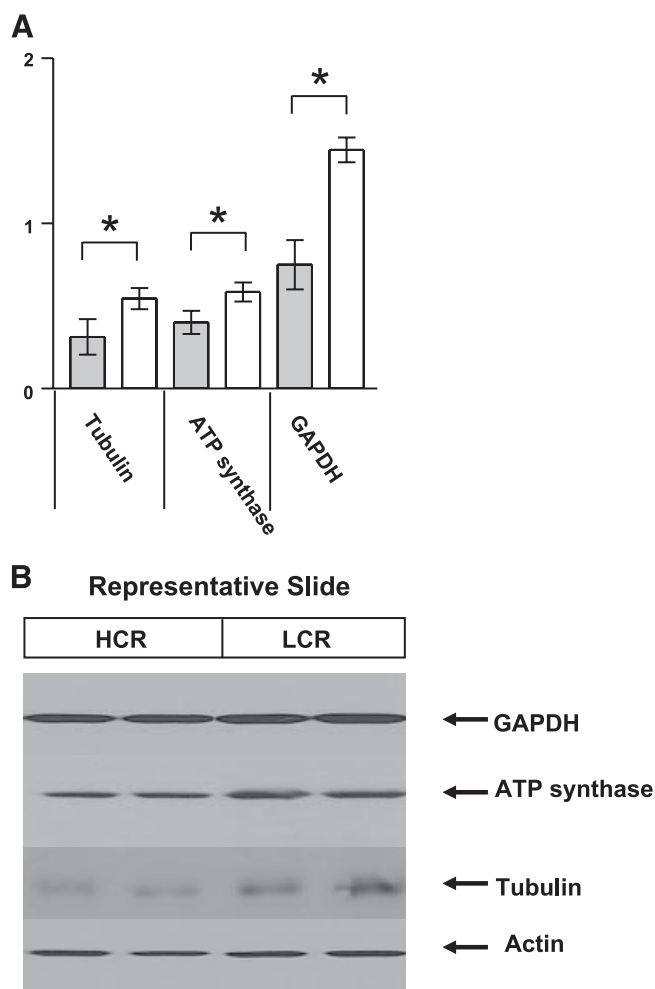 A
2
1
0
*
*
*
Tubulin
ATP synthase
GAPDH
B
Representative Slide
HCR
LCR
GAPDH
ATP synthase
Tubulin
Actin